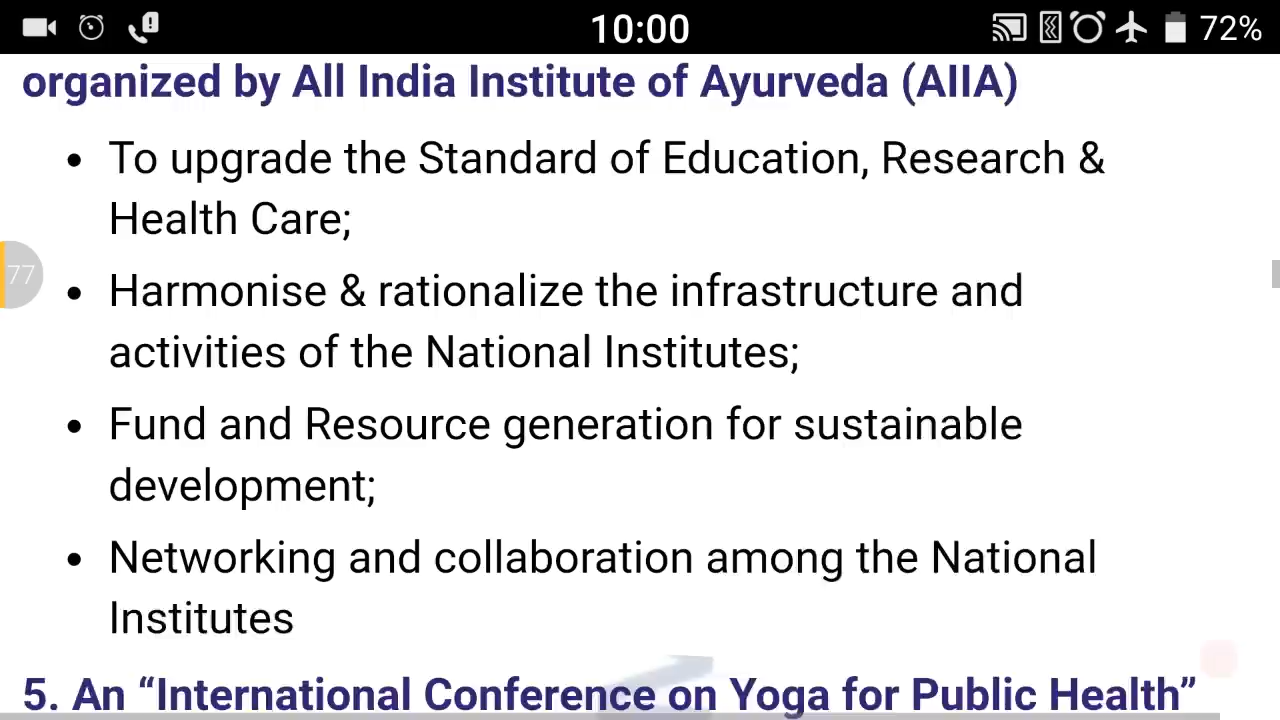 10:00
72%
organized by All India Institute of Ayurveda (AIIA)
• To upgrade the Standard of Education, Research &
Health Care;
77
• Harmonise & rationalize the infrastructure and
activities of the National Institutes;
• Fund and Resource generation for sustainable
development;
• Networking and collaboration among the National
Institutes
5. An “International Conference on Yoga for Public Health”